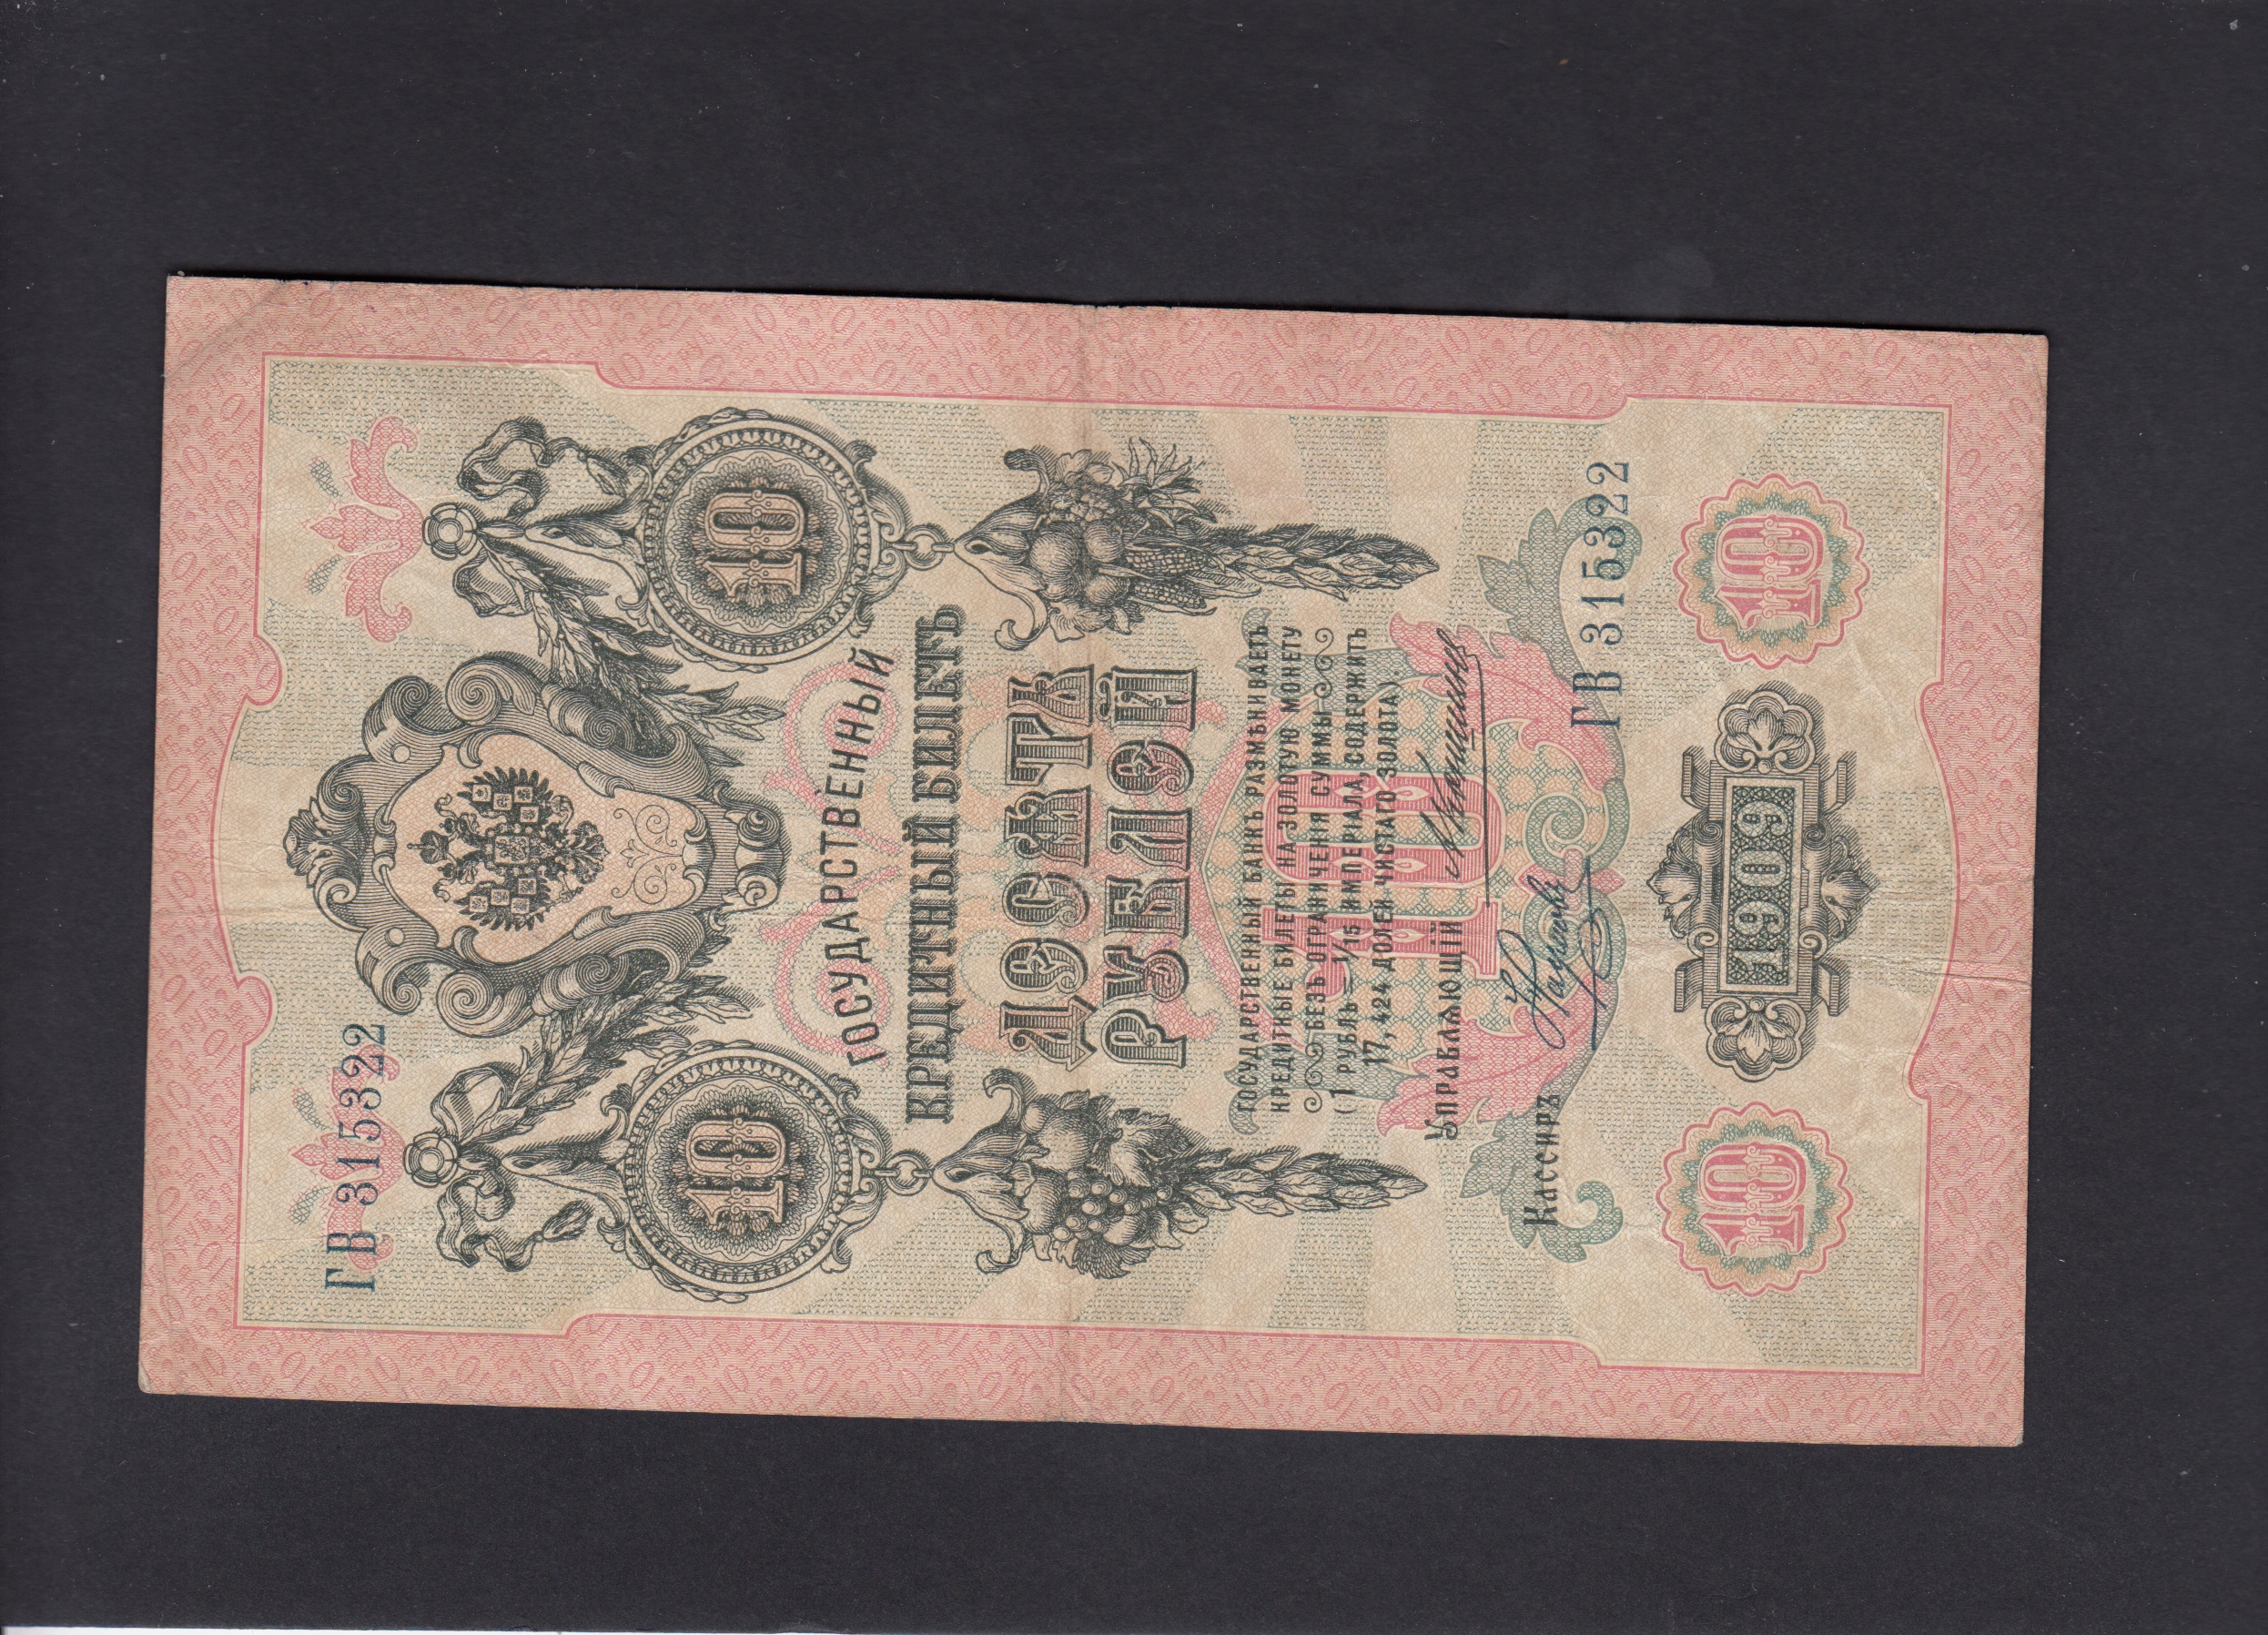 ГВ 315322
10
10
ГОСУДАРСТВЕННЫЙ
КРЕДИТНЫЙ БИЛЕТЪ
ДЕСЯТЬ
РУБЛЕЙ
ГОСУДАРСТВЕННЫЙ БАНКЪ РАЗМѢНИВАЕТЪ
КРЕДИТНЫЕ БИЛЕТЫ НА ЗОЛОТУЮ МОНЕТУ
БЕЗЪ ОГРАНИЧЕНІЯ СУММЫ
(1 РУБЛЬ = 1/15 ИМПЕРІАЛА, СОДЕРЖИТЪ
17,424 ДОЛЕЙ ЧИСТАГО ЗОЛОТА).
10
Управляющій
Кассиръ
ГВ 315322
10
1909
10